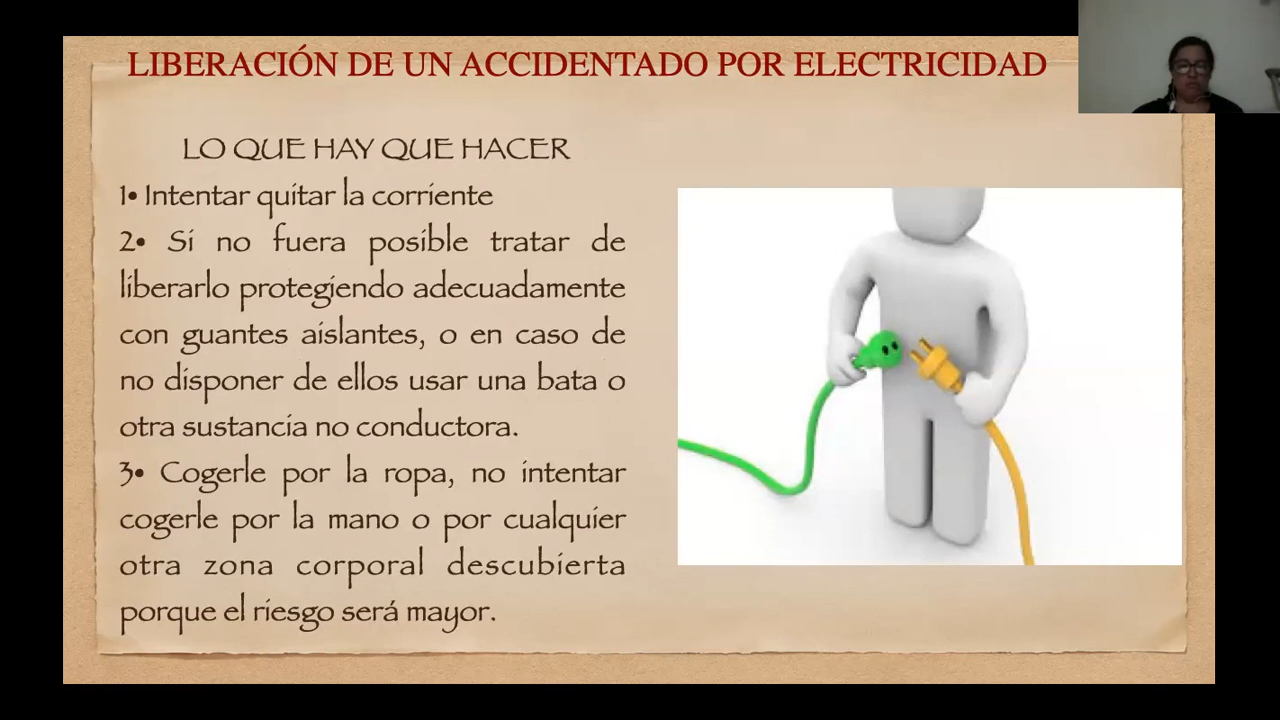 LIBERACIÓN DE UN ACCIDENTADO POR ELECTRICIDAD
LO QUE HAY QUE HACER
1• Intentar quitar la corriente
2• Si no fuera posible tratar de
liberarlo protegiendo adecuadamente
con guantes aislantes, o en caso de
no disponer de ellos usar una bata o
otra sustancia no conductora.
3• Cogerle por la ropa, no intentar
cogerle por la mano o por cualquier
otra zona corporal descubierta
porque el riesgo será mayor.